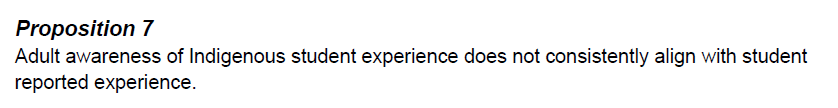 Proposition 7
Adult awareness of Indigenous student experience does not consistently align with student
reported experience.